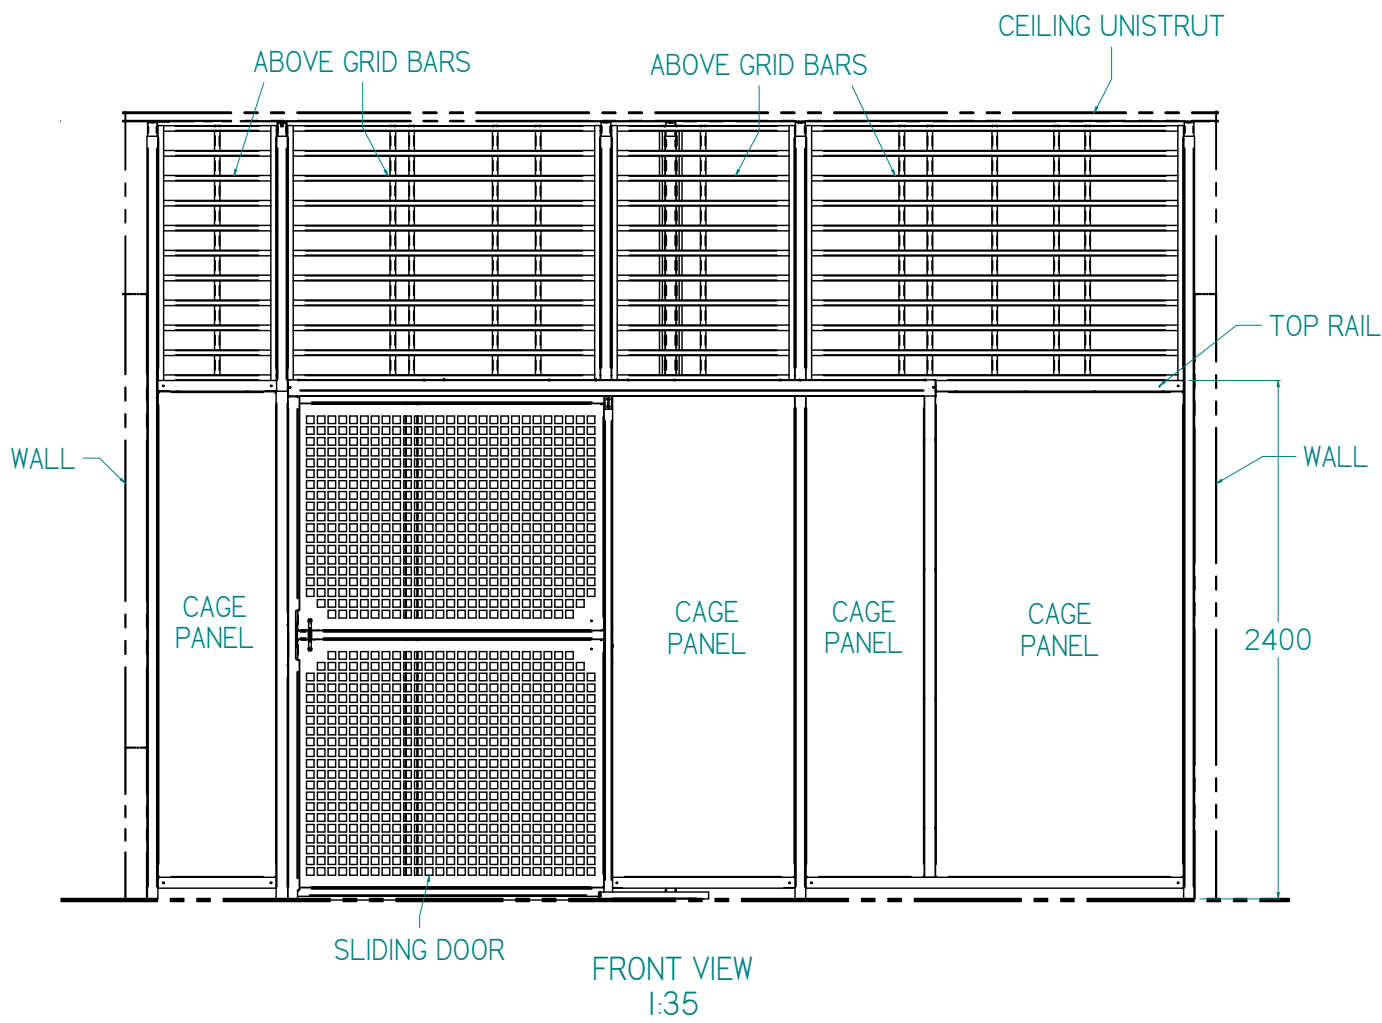 CEILING UNISTRUT
ABOVE GRID BARS
ABOVE GRID BARS
TOP RAIL
WALL
WALL
CAGE
PANEL
CAGE
PANEL
CAGE
PANEL
CAGE
PANEL
2400
SLIDING DOOR
FRONT VIEW
1:35